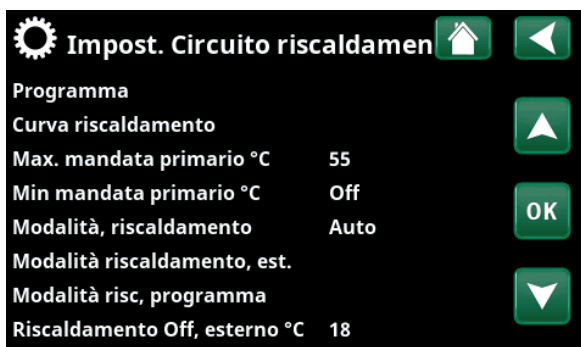 Impost. Circuito riscaldamen
Programma
Curva riscaldamento
Max. mandata primario °C 55
Min mandata primario °C Off
Modalità, riscaldamento Auto
OK
Modalità riscaldamento, est.
Modalità risc, programma
Riscaldamento Off, esterno °C 18